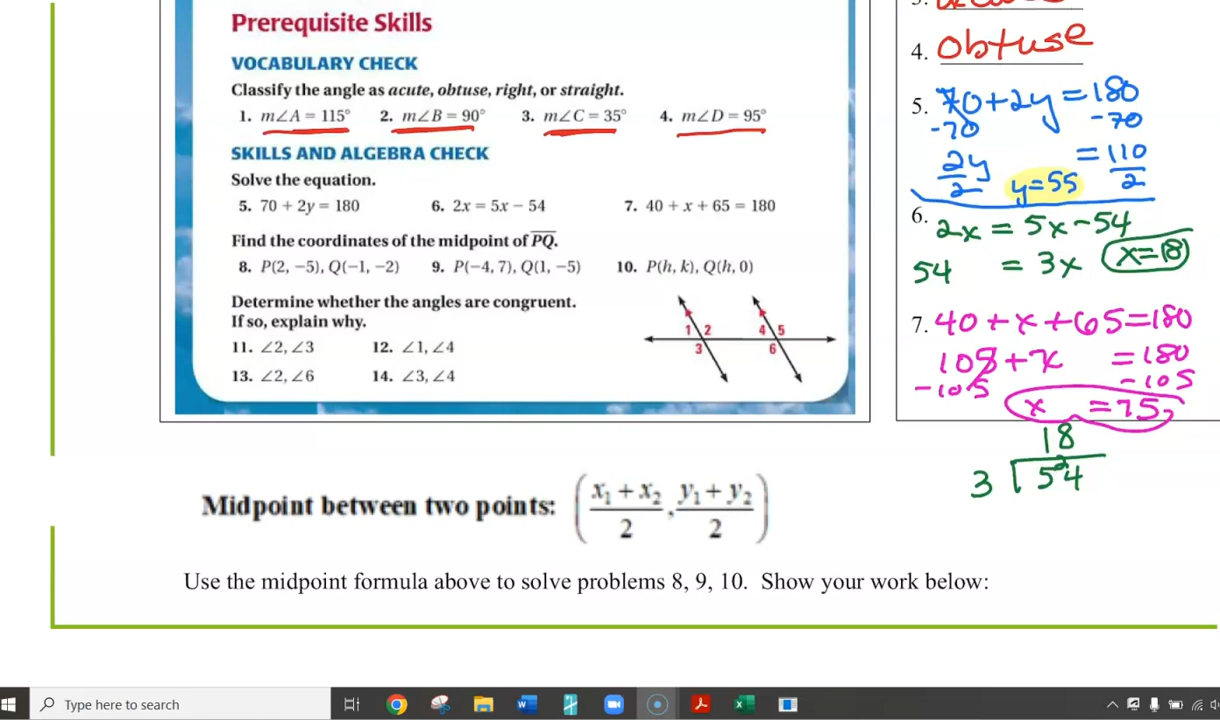 Prerequisite Skills
VOCABULARY CHECK
Classify the angle as acute, obtuse, right, or straight.
1. m∠A = 115° 2. m∠B = 90° 3. m∠C = 35° 4. m∠D = 95°
SKILLS AND ALGEBRA CHECK
Solve the equation.
5. 70 + 2y = 180 6. 2x = 5x − 54 7. 40 + x + 65 = 180
Find the coordinates of the midpoint of P̅Q̅.
8. P(2, −5), Q(−1, −2) 9. P(−4, 7), Q(1, −5) 10. P(h, k), Q(h, 0)
Determine whether the angles are congruent.
If so, explain why.
11. ∠2, ∠3 12. ∠1, ∠4
13. ∠2, ∠6 14. ∠3, ∠4
1 2 4 5
3 6
3.
4. obtuse
5. 70+2y=180
-70 -70
2y =110
2 y=55 2
6. 2x = 5x-54
54 = 3x x=18
7. 40+x+65=180
105+x =180
-105 -105
x =75
18
3 54
Midpoint between two points: (x₁ + x₂ / 2, y₁ + y₂ / 2)
Use the midpoint formula above to solve problems 8, 9, 10. Show your work below:
Type here to search